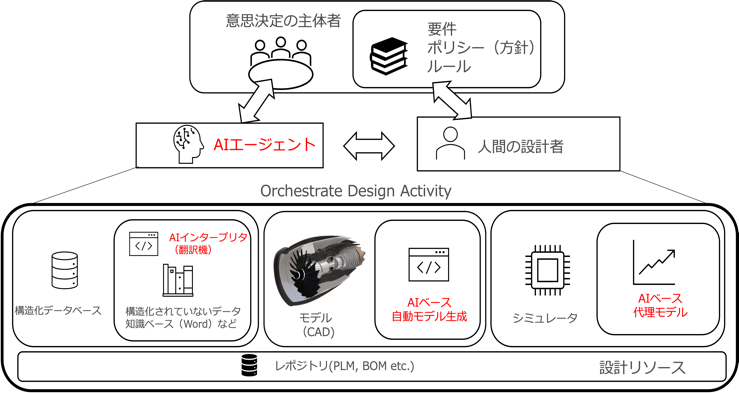 意思決定の主体者
要件
ポリシー（方針）
ルール
AIエージェント
人間の設計者
Orchestrate Design Activity
構造化データベース
AIインタープリタ
（翻訳機）
構造化されていないデータ
知識ベース（Word）など
モデル
（CAD）
AIベース
自動モデル生成
シミュレータ
AIベース
代理モデル
レポジトリ(PLM, BOM etc.)
設計リソース